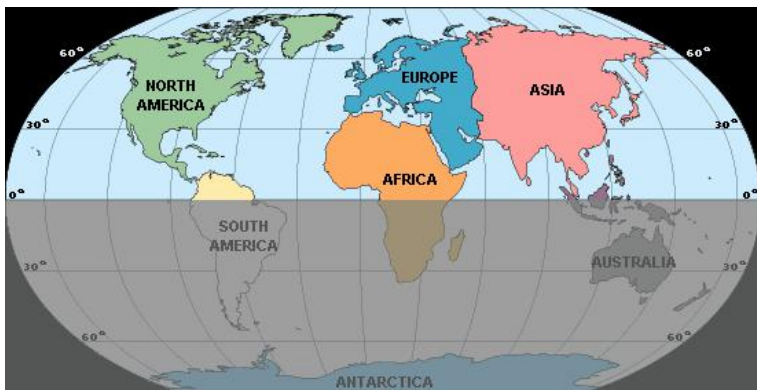 60°
60°
NORTH
AMERICA
EUROPE
ASIA
30°
30°
AFRICA
0°
0°
SOUTH
AMERICA
AUSTRALIA
30°
30°
60°
60°
ANTARCTICA